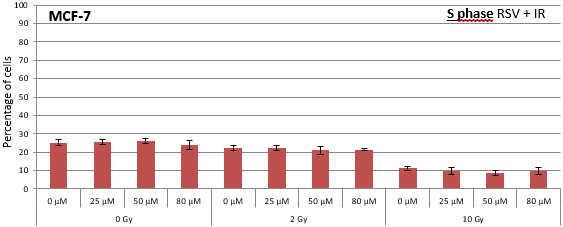 MCF-7
S phase RSV + IR
Percentage of cells
100
90
80
70
60
50
40
30
20
10
0
0 µM 25 µM 50 µM 80 µM 0 µM 25 µM 50 µM 80 µM 0 µM 25 µM 50 µM 80 µM
0 Gy 2 Gy 10 Gy